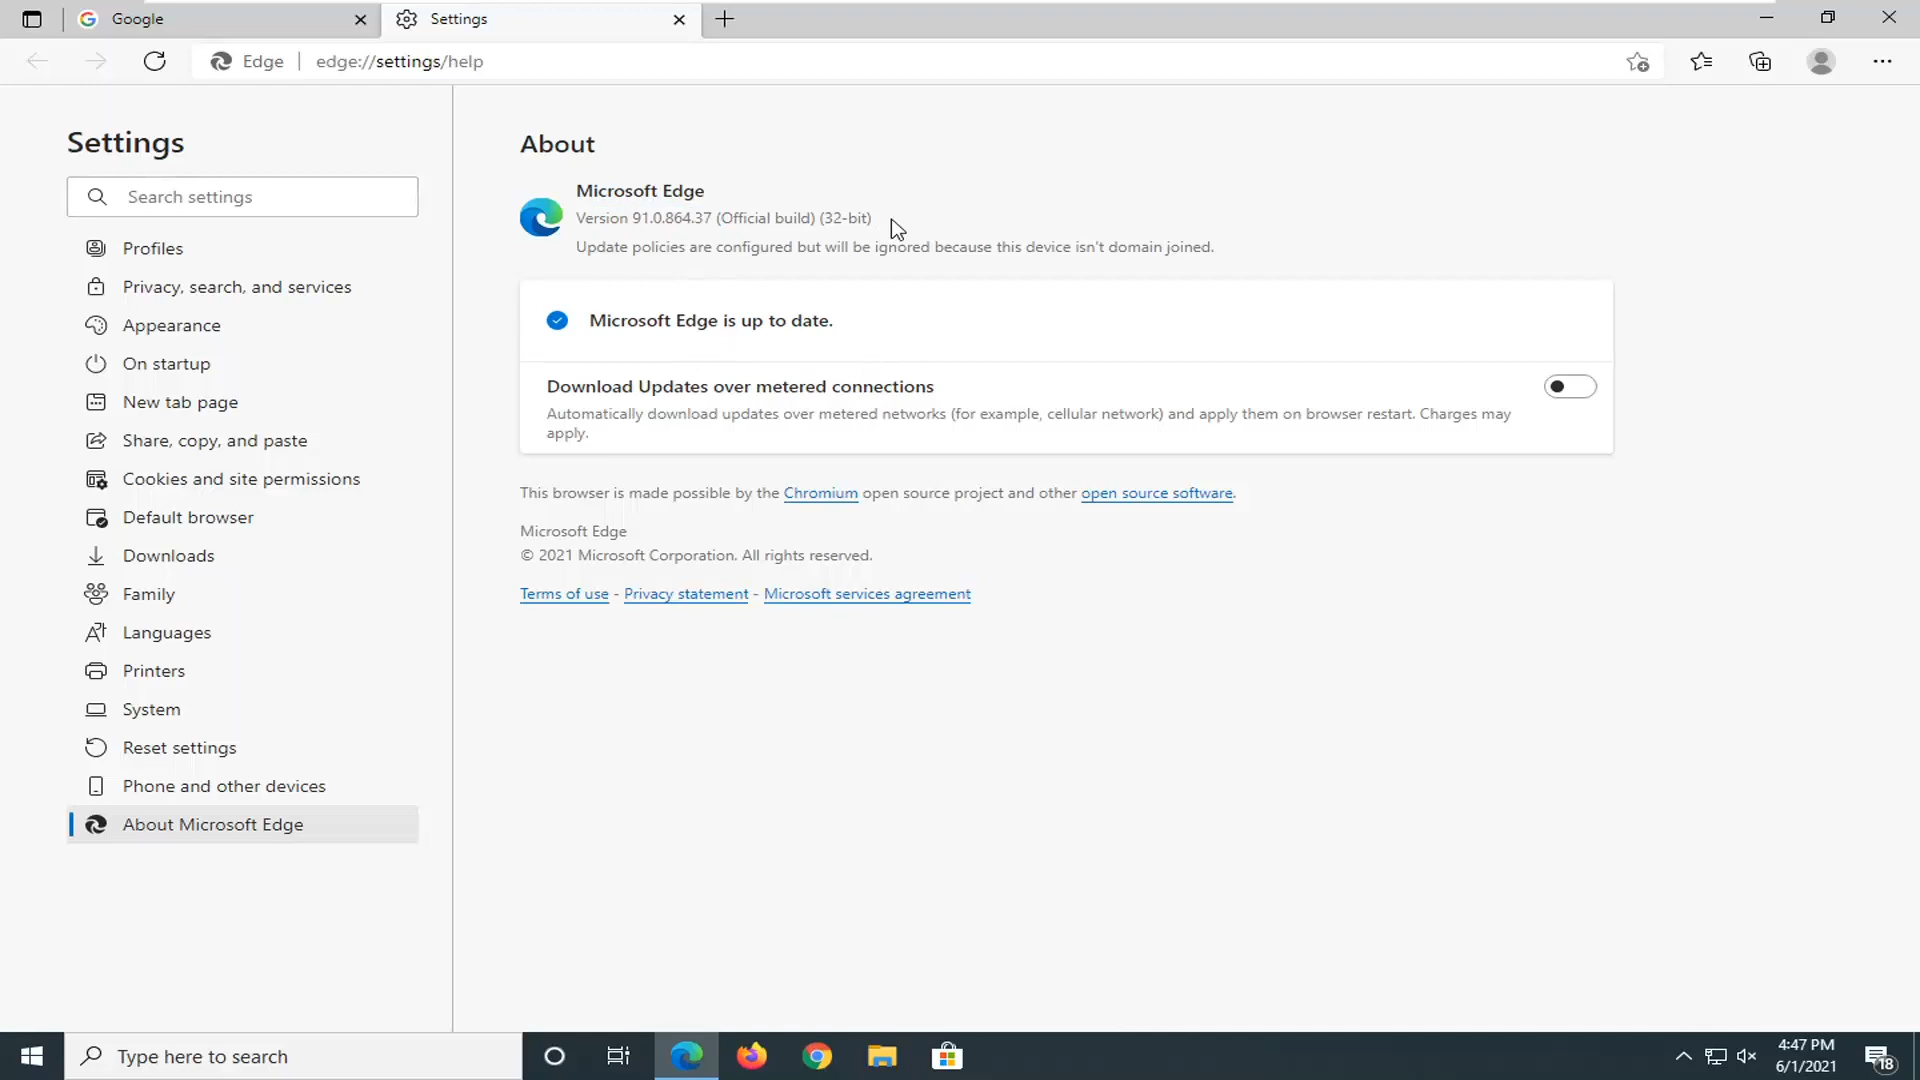 Google
Settings
Edge
edge://settings/help
Settings
Search settings
Profiles
Privacy, search, and services
Appearance
On startup
New tab page
Share, copy, and paste
Cookies and site permissions
Default browser
Downloads
Family
Languages
Printers
System
Reset settings
Phone and other devices
About Microsoft Edge
About
Microsoft Edge
Version 91.0.864.37 (Official build) (32-bit)
Update policies are configured but will be ignored because this device isn't domain joined.
Microsoft Edge is up to date.
Download Updates over metered connections
Automatically download updates over metered networks (for example, cellular network) and apply them on browser restart. Charges may
apply.
This browser is made possible by the Chromium open source project and other open source software.
Microsoft Edge
© 2021 Microsoft Corporation. All rights reserved.
Terms of use - Privacy statement - Microsoft services agreement
Type here to search
4:47 PM
6/1/2021
18